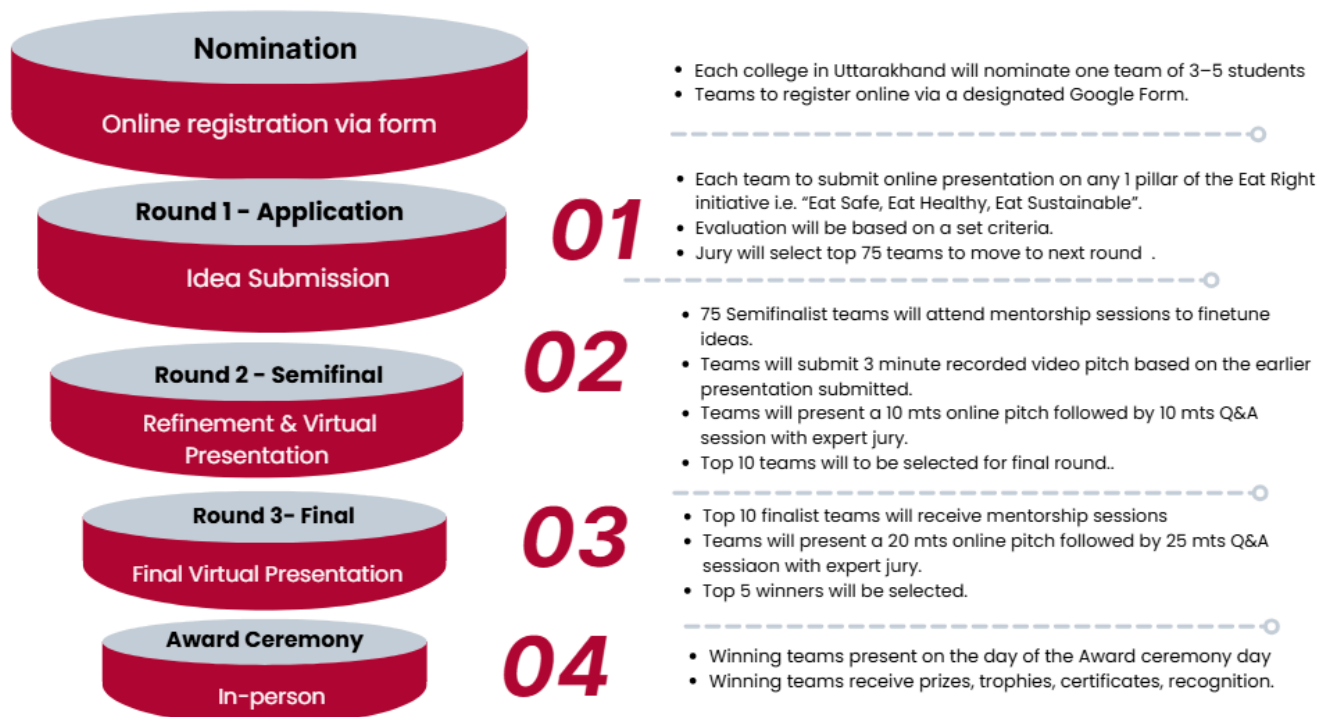 Nomination
Online registration via form
• Each college in Uttarakhand will nominate one team of 3–5 students
• Teams to register online via a designated Google Form.
Round 1 - Application
Idea Submission
01
• Each team to submit online presentation on any 1 pillar of the Eat Right
initiative i.e. “Eat Safe, Eat Healthy, Eat Sustainable”.
• Evaluation will be based on a set criteria.
• Jury will select top 75 teams to move to next round .
Round 2 - Semifinal
Refinement & Virtual
Presentation
02
• 75 Semifinalist teams will attend mentorship sessions to finetune
ideas.
• Teams will submit 3 minute recorded video pitch based on the earlier
presentation submitted.
• Teams will present a 10 mts online pitch followed by 10 mts Q&A
session with expert jury.
• Top 10 teams will to be selected for final round..
Round 3- Final
Final Virtual Presentation
03
• Top 10 finalist teams will receive mentorship sessions
• Teams will present a 20 mts online pitch followed by 25 mts Q&A
sessiaon with expert jury.
• Top 5 winners will be selected.
Award Ceremony
In-person
04
• Winning teams present on the day of the Award ceremony day
• Winning teams receive prizes, trophies, certificates, recognition.